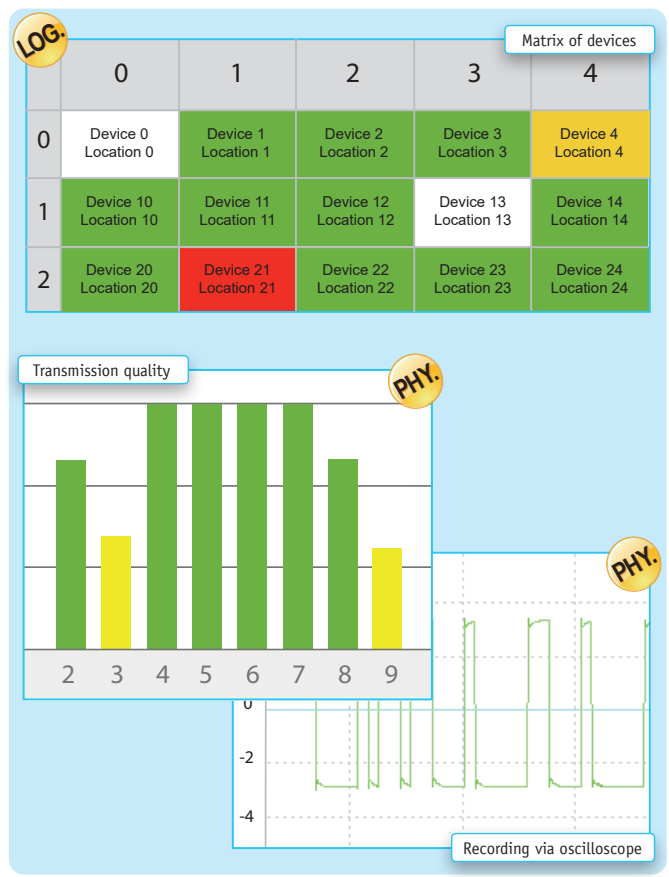 LOG.
Matrix of devices
0 1 2 3 4
0
Device 0 Device 1 Device 2 Device 3 Device 4
Location 0 Location 1 Location 2 Location 3 Location 4
1
Device 10 Device 11 Device 12 Device 13 Device 14
Location 10 Location 11 Location 12 Location 13 Location 14
2
Device 20 Device 21 Device 22 Device 23 Device 24
Location 20 Location 21 Location 22 Location 23 Location 24
Transmission quality
PHY.
2 3 4 5 6 7 8 9
PHY.
0
-2
-4
Recording via oscilloscope